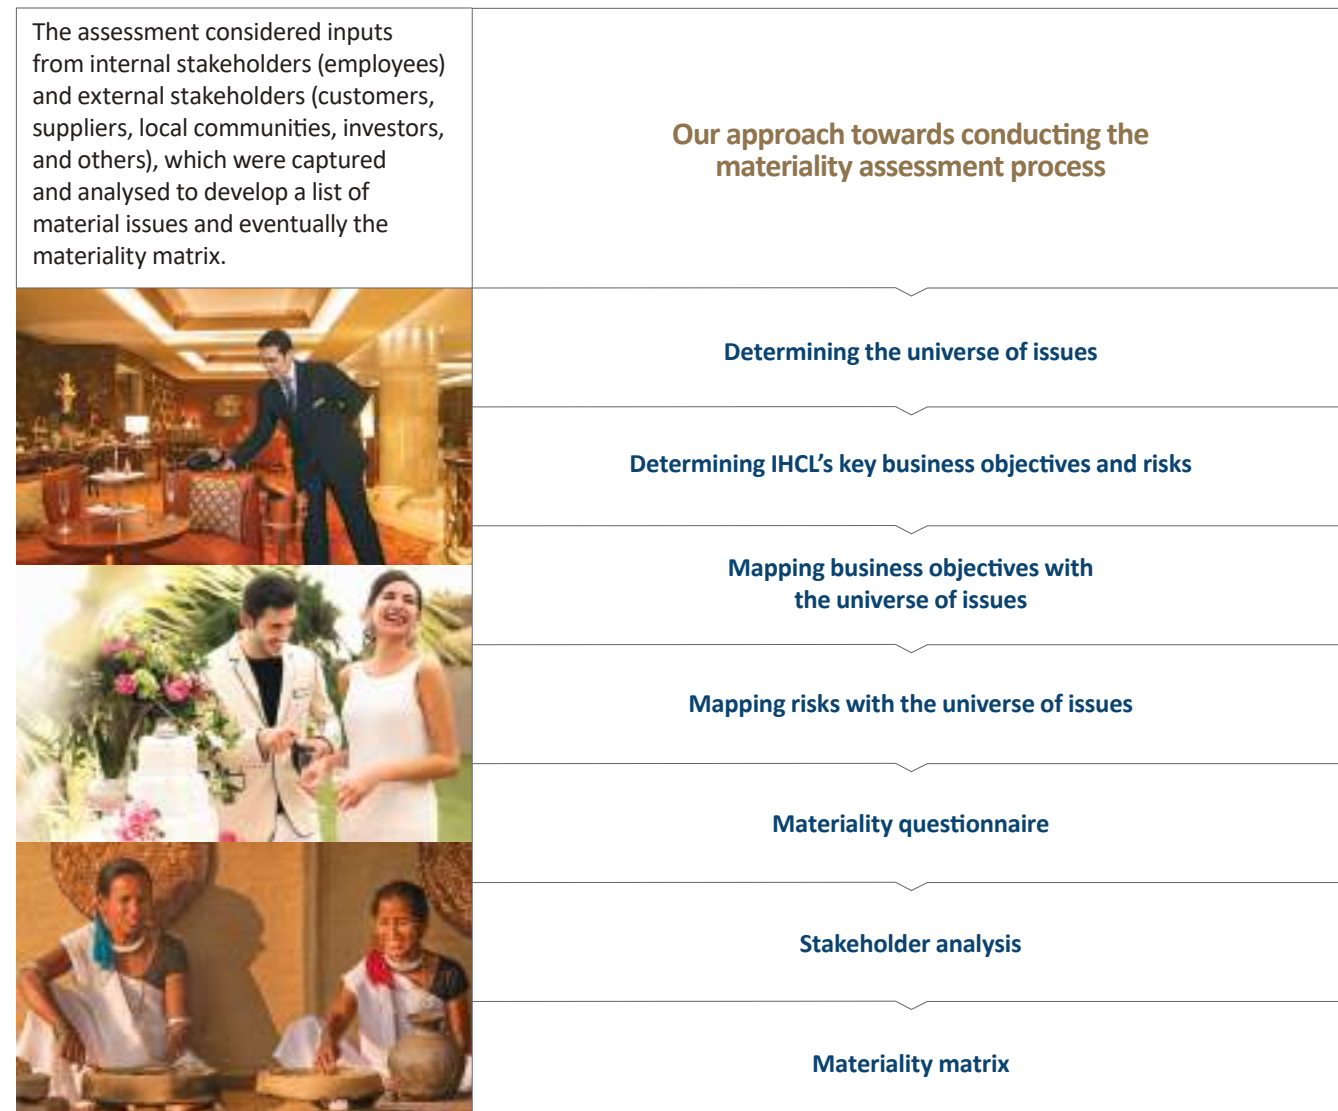 The assessment considered inputs
from internal stakeholders (employees)
and external stakeholders (customers,
suppliers, local communities, investors,
and others), which were captured
and analysed to develop a list of
material issues and eventually the
materiality matrix.
Our approach towards conducting the
materiality assessment process
Determining the universe of issues
Determining IHCL’s key business objectives and risks
Mapping business objectives with
the universe of issues
Mapping risks with the universe of issues
Materiality questionnaire
Stakeholder analysis
Materiality matrix